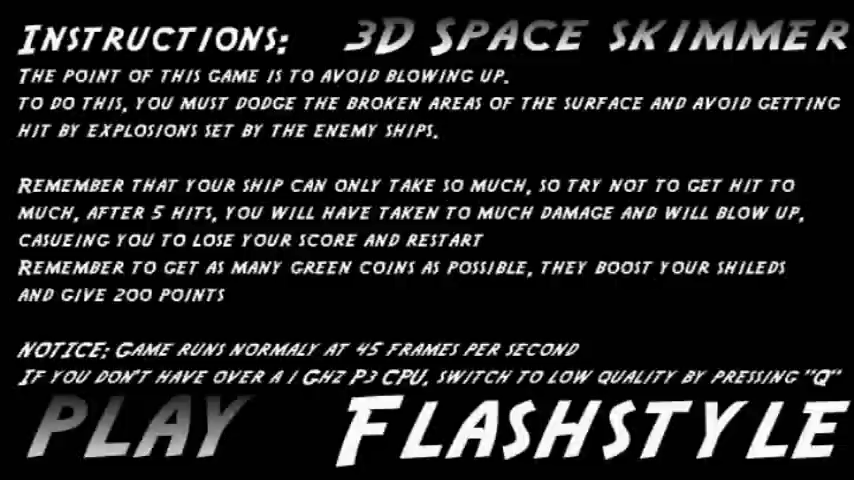 Instructions: 3D Space skimmer
The point of this game is to avoid blowing up.
to do this, you must dodge the broken areas of the surface and avoid getting
hit by explosions set by the enemy ships.
Remember that your ship can only take so much, so try not to get hit to
much, after 5 hits, you will have taken to much damage and will blow up,
casueing you to lose your score and restart
Remember to get as many green coins as possible, they boost your shileds
and give 200 points
NOTICE: Game runs normaly at 45 frames per second
If you don't have over a 1 Ghz P3 CPU, switch to low quality by pressing "Q"
PLAY Flashstyle